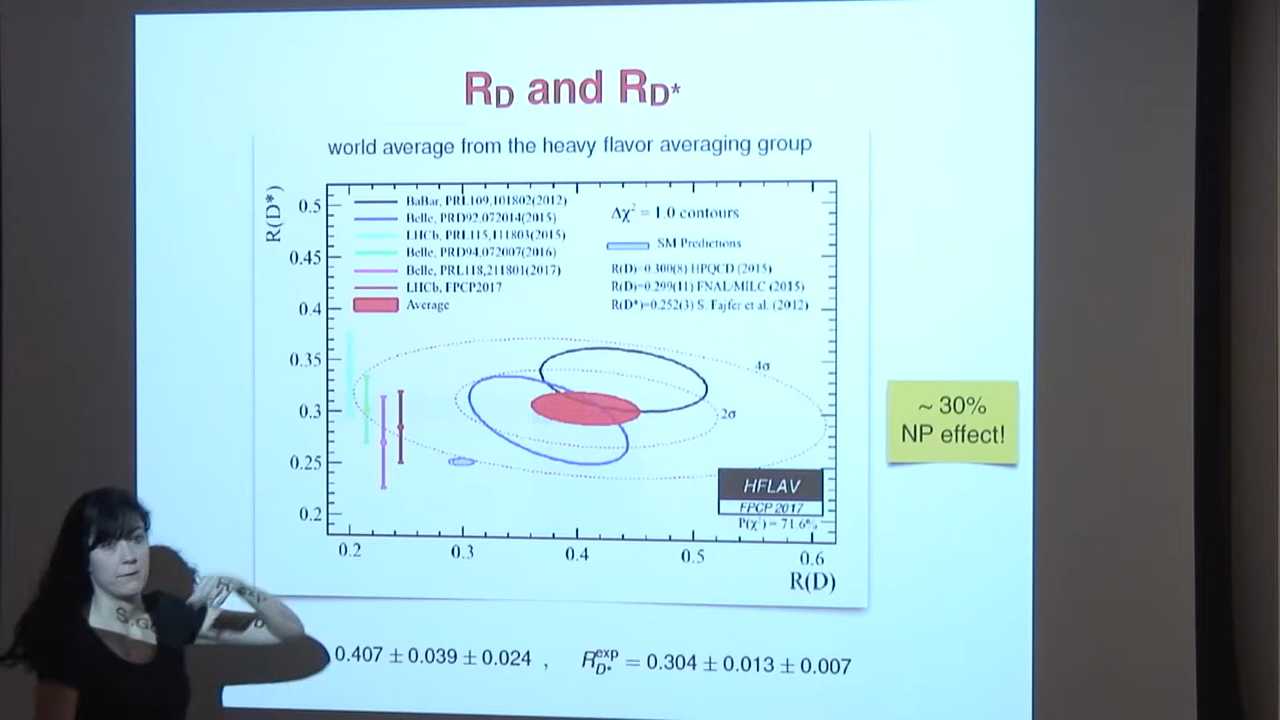 RD and RD*
world average from the heavy flavor averaging group
R(D*)
0.5
0.45
0.4
0.35
0.3
0.25
0.2
BaBar, PRL109,101802(2012)
Belle, PRD92,072014(2015)
LHCb, PRL115,111803(2015)
Belle, PRD94,072007(2016)
Belle, PRL118,211801(2017)
LHCb, FPCP2017
Average
Δχ² = 1.0 contours
SM Predictions
R(D)=0.300(8) HPQCD (2015)
R(D)=0.299(11) FNAL/MILC (2015)
R(D*)=0.252(3) S. Fajfer et al. (2012)
4σ
2σ
HFLAV
FPCP 2017
P(χ²) = 71.6%
0.2 0.3 0.4 0.5 0.6
R(D)
~ 30%
NP effect!
0.407 ± 0.039 ± 0.024 , R_D*^exp = 0.304 ± 0.013 ± 0.007